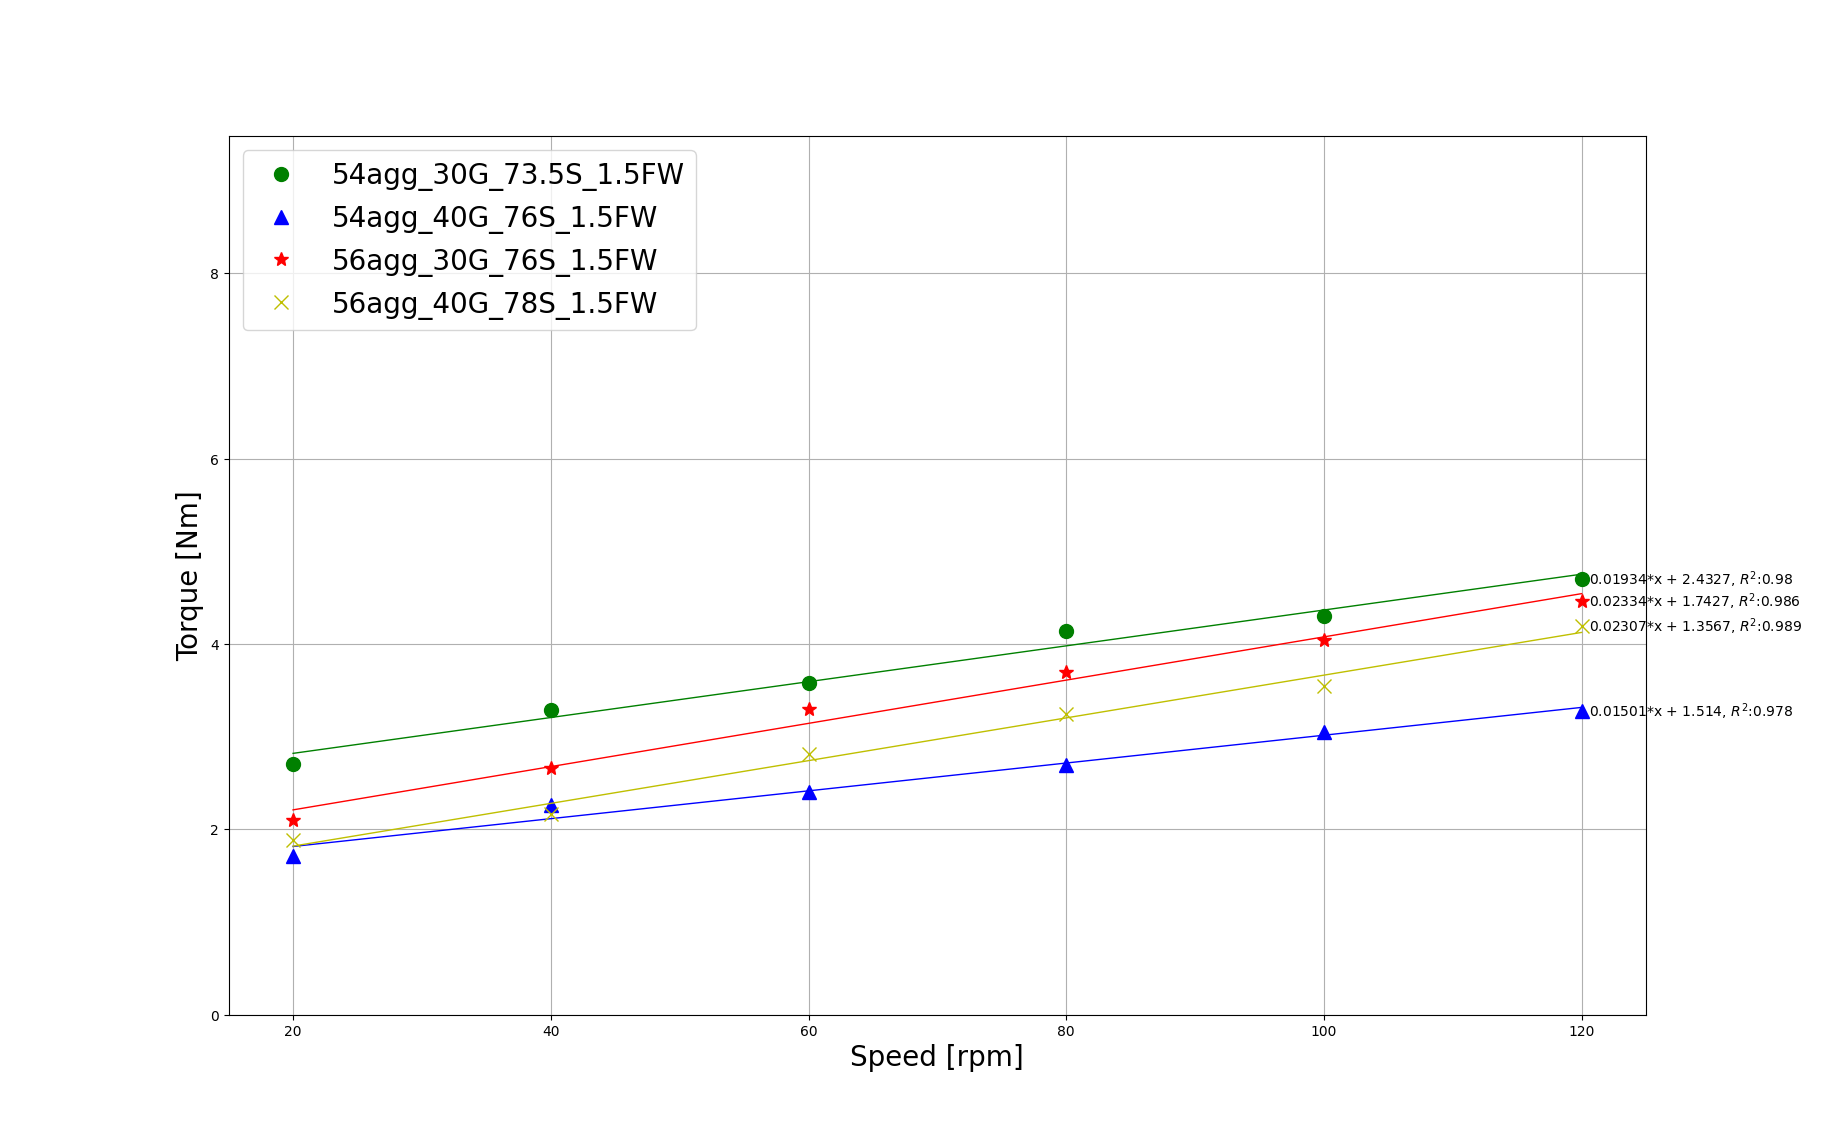 54agg_30G_73.5S_1.5FW
54agg_40G_76S_1.5FW
56agg_30G_76S_1.5FW
56agg_40G_78S_1.5FW
8
6
4
2
0
Torque [Nm]
0.01934*x + 2.4327, R²:0.98
0.02334*x + 1.7427, R²:0.986
0.02307*x + 1.3567, R²:0.989
0.01501*x + 1.514, R²:0.978
20 40 60 80 100 120
Speed [rpm]